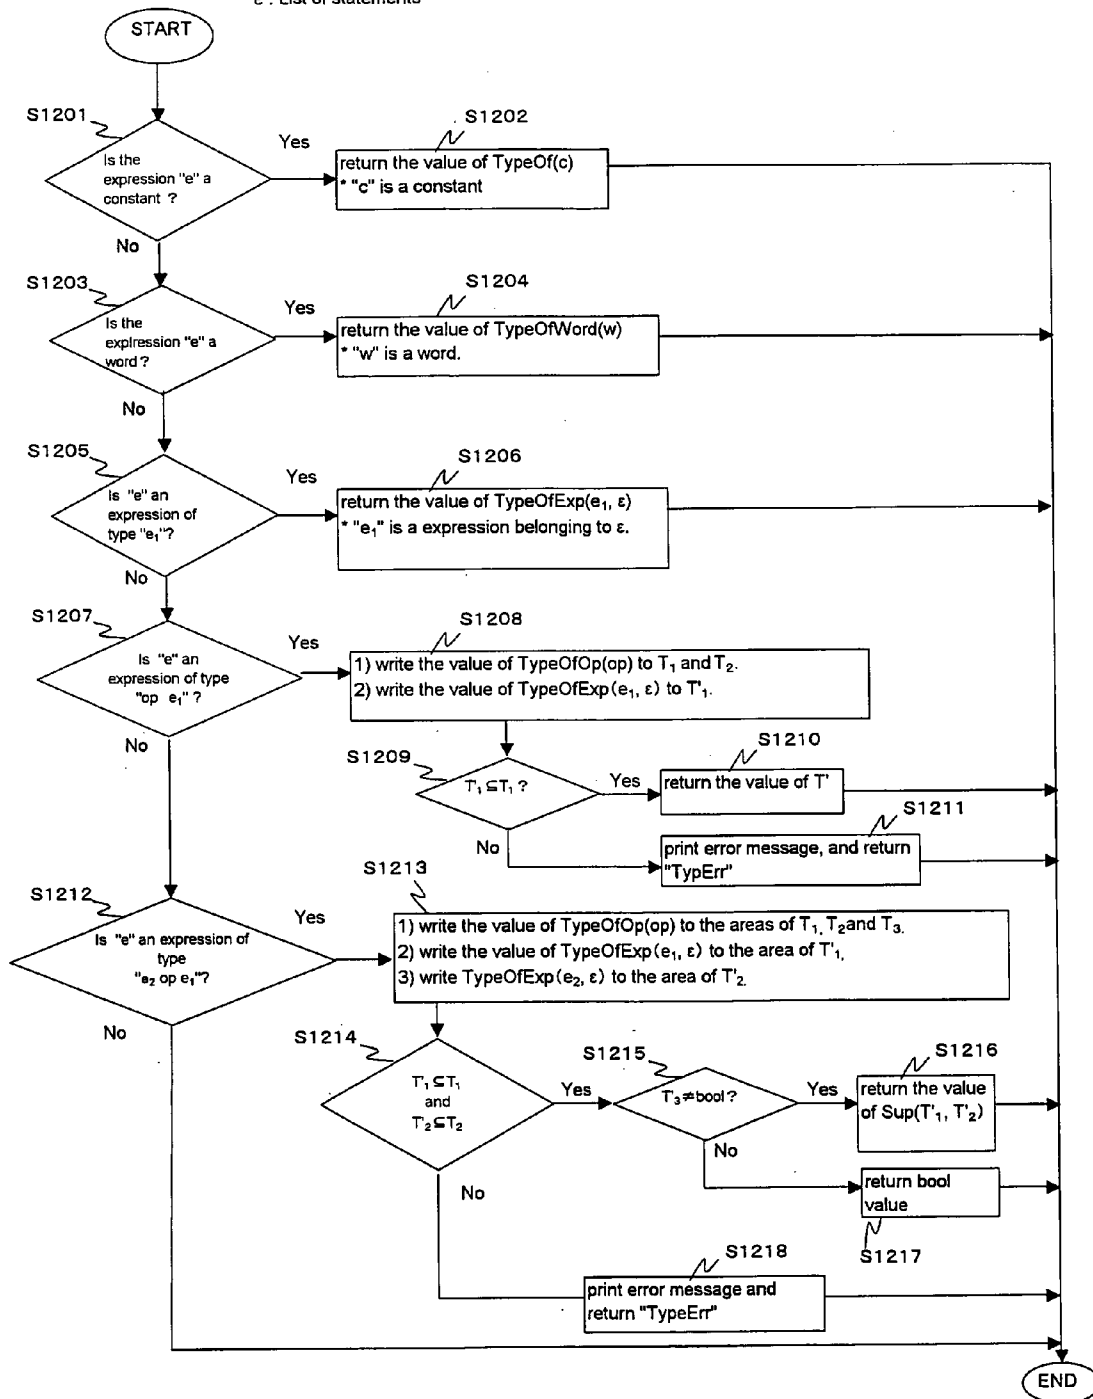 ε : List of statements
START
S1201
Is the
expression "e" a
constant ?
Yes
No
S1202
return the value of TypeOf(c)
* "c" is a constant
S1203
Is the
explression "e" a
word ?
Yes
No
S1204
return the value of TypeOfWord(w)
* "w" is a word.
S1205
Is "e" an
expression of
type "e₁"?
Yes
No
S1206
return the value of TypeOfExp(e₁, ε)
* "e₁" is a expression belonging to ε.
S1207
Is "e" an
expression of type
"op e₁" ?
Yes
No
S1208
1) write the value of TypeOfOp(op) to T₁ and T₂.
2) write the value of TypeOfExp(e₁, ε) to T'₁.
S1209
T'₁ ⊆ T₁ ?
Yes
No
S1210
return the value of T'
S1211
print error message, and return
"TypErr"
S1212
Is "e" an expression of
type
"e₂ op e₁"?
Yes
No
S1213
1) write the value of TypeOfOp(op) to the areas of T₁, T₂ and T₃.
2) write the value of TypeOfExp(e₁, ε) to the area of T'₁,
3) write TypeOfExp(e₂, ε) to the area of T'₂.
S1214
T'₁ ⊆ T₁
and
T'₂ ⊆ T₂
Yes
No
S1215
T'₃ ≠ bool ?
Yes
No
S1216
return the value
of Sup(T'₁, T'₂)
return bool
value
S1217
S1218
print error message and
return "TypeErr"
END